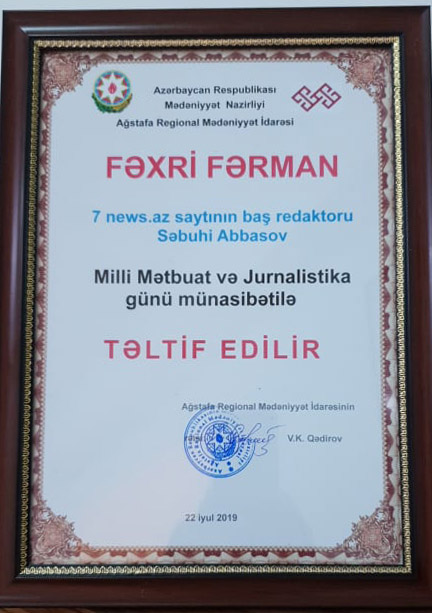 Azərbaycan Respublikası
Mədəniyyət Nazirliyi
Ağstafa Regional Mədəniyyət İdarəsi
FƏXRİ FƏRMAN
7 news.az saytının baş redaktoru
Səbuhi Abbasov
Milli Mətbuat və Jurnalistika
günü münasibətilə
TƏLTİF EDİLİR
Ağstafa Regional Mədəniyyət İdarəsinin
V.K. Qədirov
22 iyul 2019